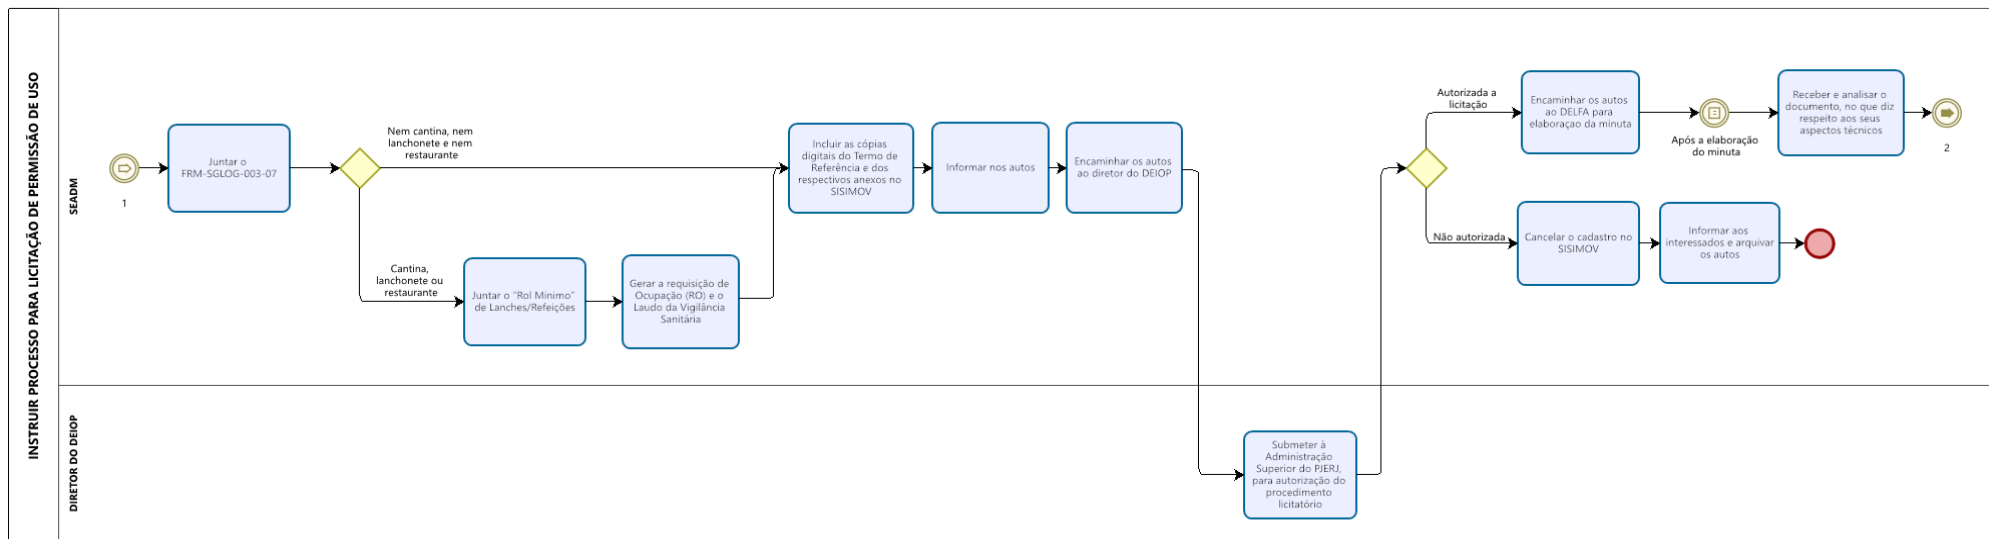 INSTRUIR PROCESSO PARA LICITAÇÃO DE PERMISSÃO DE USO
SEADM
1
Juntar o
FRM-SGLOG-003-07
Nem cantina, nem
lanchonete e nem
restaurante
Cantina,
lanchonete ou
restaurante
Juntar o "Rol Minimo"
de Lanches/Refeições
Gerar a requisição de
Ocupação (RO) e o
Laudo da Vigilância
Sanitária
Incluir as cópias
digitais do Termo de
Referência e dos
respectivos anexos no
SISIMOV
Informar nos autos
Encaminhar os autos
ao diretor do DEIOP
Autorizada a
licitação
Encaminhar os autos
ao DELFA para
elaboraçao da minuta
Após a elaboração
do minuta
Receber e analisar o
documento, no que diz
respeito aos seus
aspectos técnicos
2
Não autorizada
Cancelar o cadastro no
SISIMOV
Informar aos
interessados e arquivar
os autos
DIRETOR DO DEIOP
Submeter à
Administração
Superior do PJERJ,
para autorização do
procedimento
licitatório